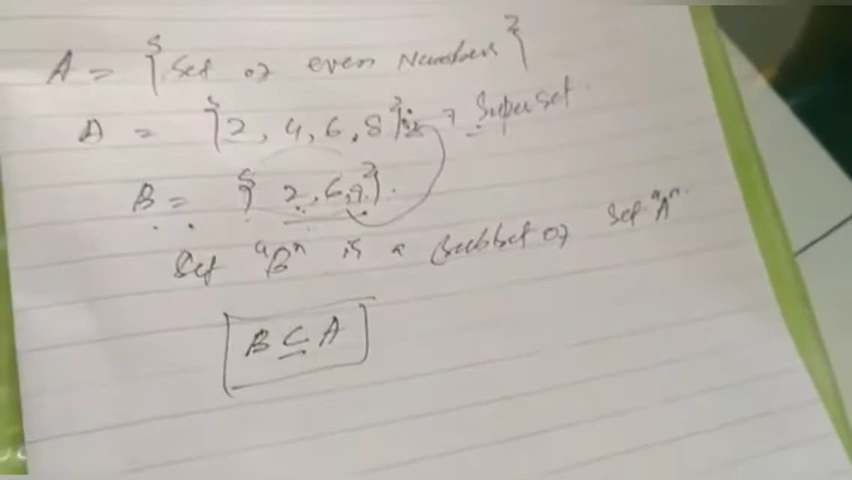 A = {Set of even Numbers}
A = {2, 4, 6, 8} → Superset
B = { 2, 6, }.
Set "B" is a subset of Set "A".
B ⊆ A